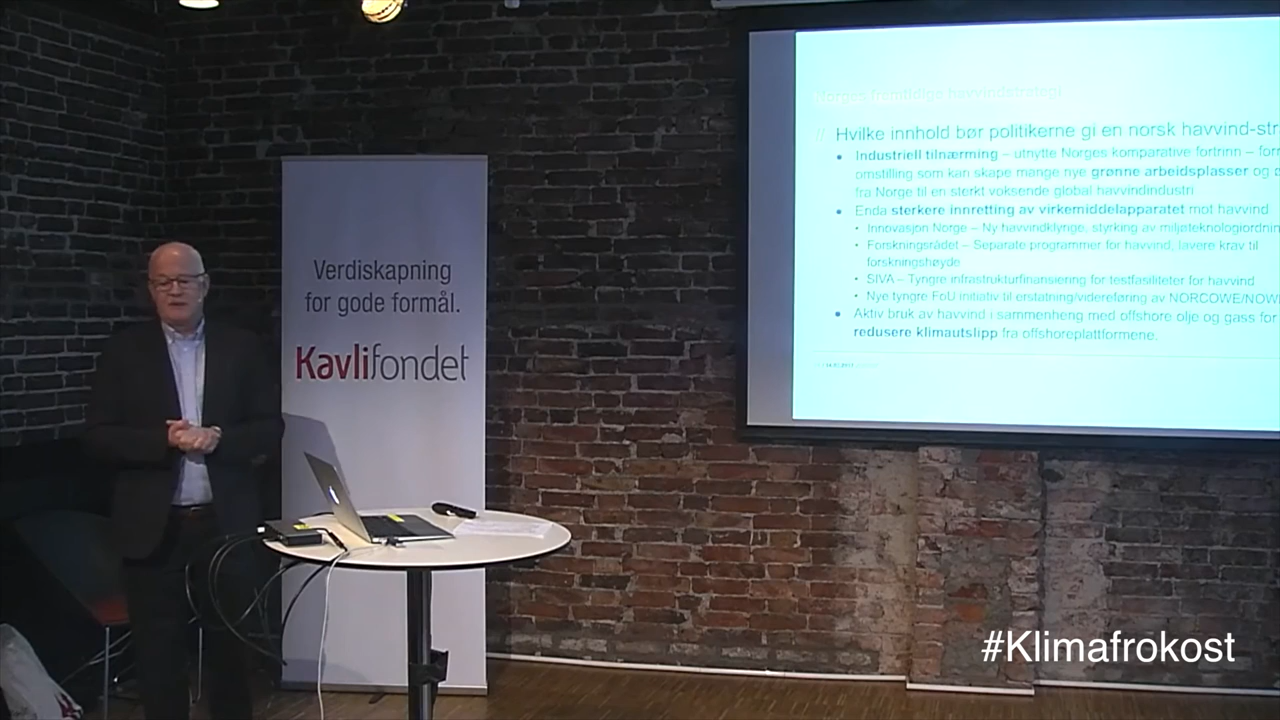 Verdiskapning
for gode formål.
Kavlifondet
Norges fremtidige havvindstrategi
// Hvilke innhold bør politikerne gi en norsk havvind-str
• Industriell tilnærming – utnytte Norges komparative fortrinn –
omstilling som kan skape mange nye grønne arbeidsplasser og
fra Norge til en sterkt voksende global havvindindustri
• Enda sterkere innretting av virkemiddelapparatet mot havvind
• Innovasjon Norge – Ny havvindklynge, styrking av miljøteknologiordnin
• Forskningsrådet – Separate programmer for havvind, lavere krav til
forskningshøyde
• SIVA – Tyngre infrastrukturfinansiering for testfasiliteter for havvind
• Nye tyngre FoU initiativ til erstatning/videreføring av NORCOWE/NOW
• Aktiv bruk av havvind i sammenheng med offshore olje og gass for
redusere klimautslipp fra offshoreplattformene.
#Klimafrokost